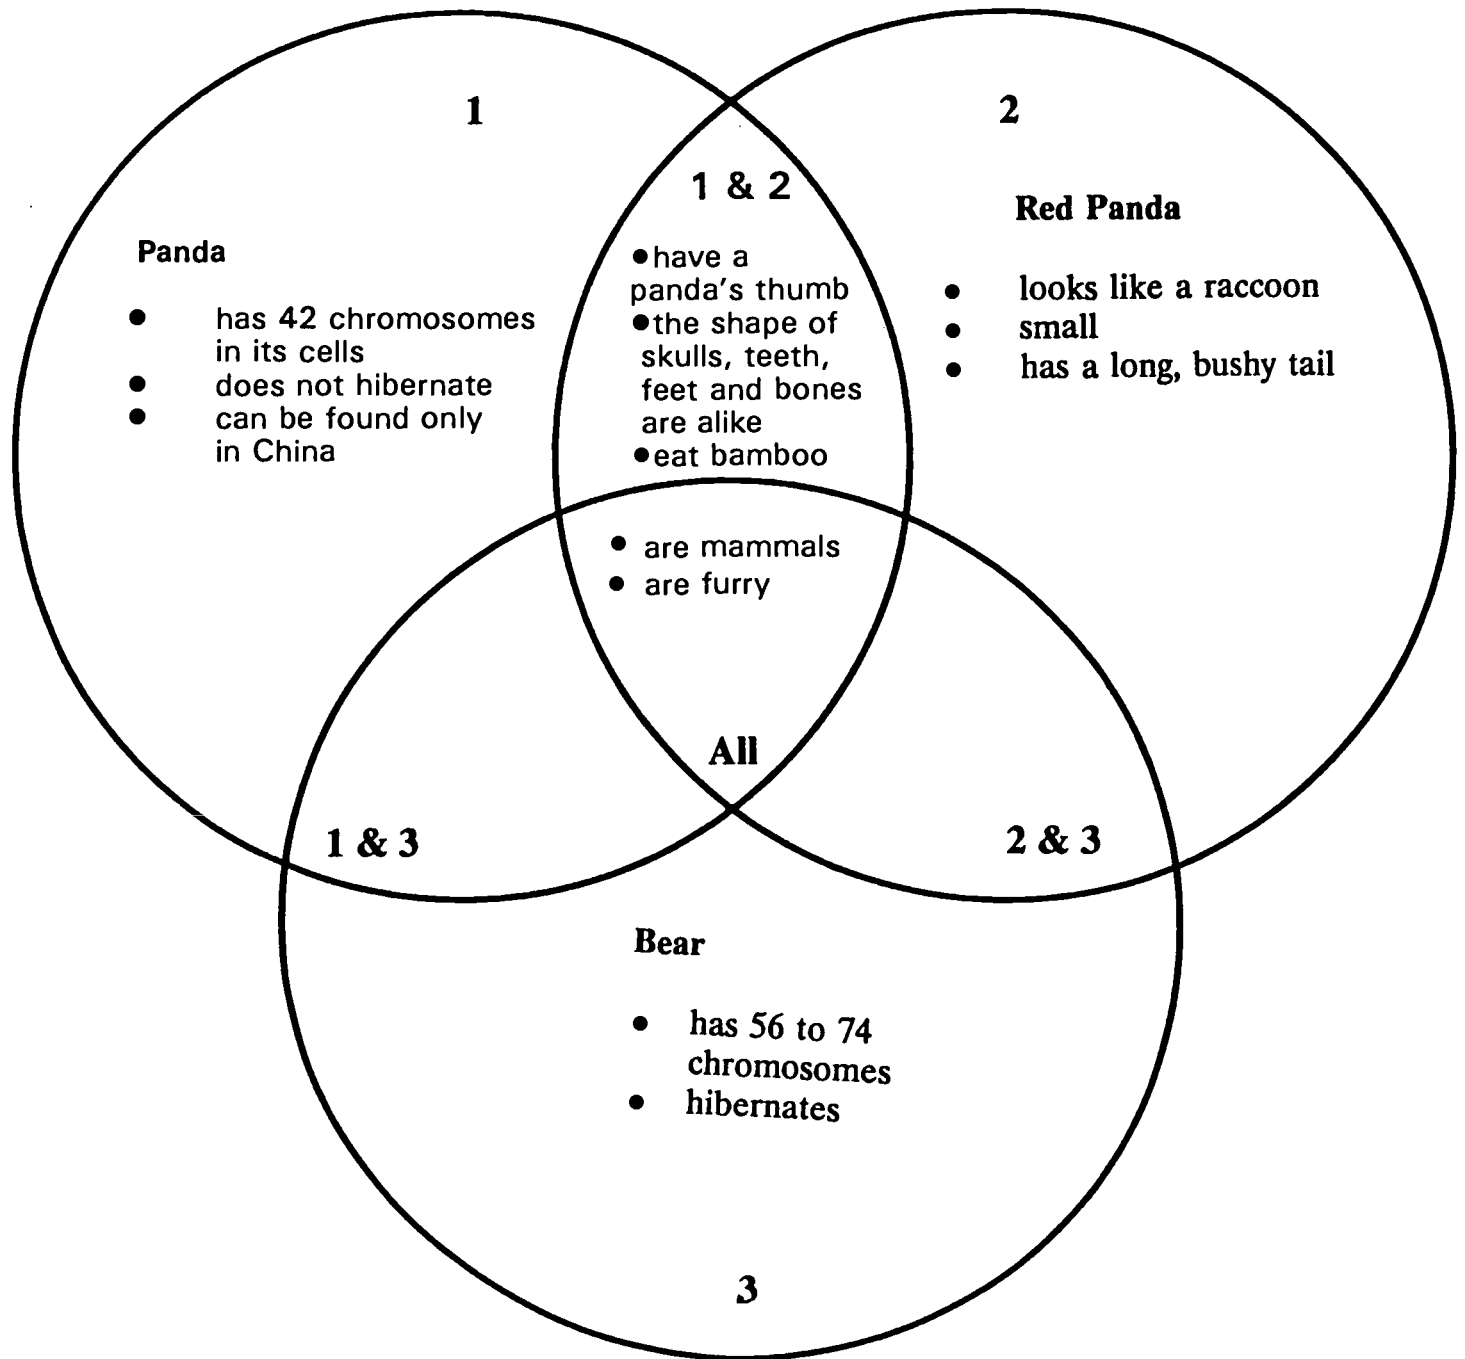 1
2
1 & 2
Red Panda
Panda
● has 42 chromosomes
in its cells
● does not hibernate
● can be found only
in China
●have a
panda's thumb
●the shape of
skulls, teeth,
feet and bones
are alike
●eat bamboo
● looks like a raccoon
● small
● has a long, bushy tail
● are mammals
● are furry
All
1 & 3
2 & 3
Bear
● has 56 to 74
chromosomes
● hibernates
3